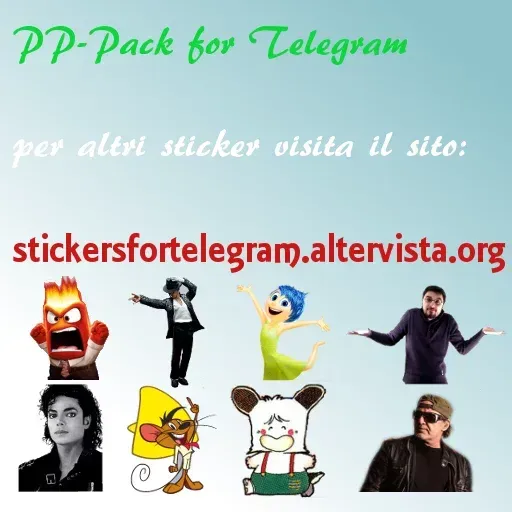 PP-Pack for Telegram
per altri sticker visita il sito:
stickersfortelegram.altervista.org